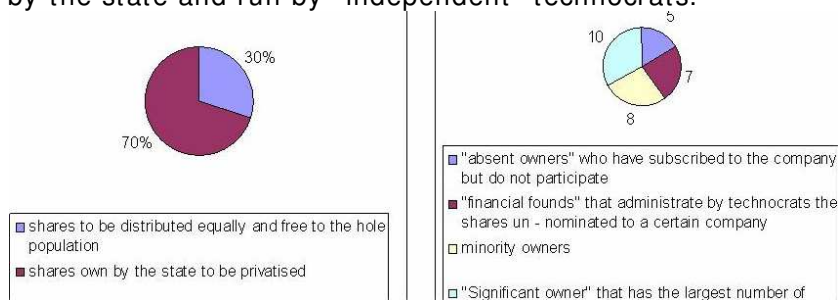 by the state and run by "independent" technocrats.
30%
70%
shares to be distributed equally and free to the hole
population
shares own by the state to be privatised
5
10
7
8
"absent owners" who have subscribed to the company
but do not participate
"financial founds" that administrate by technocrats the
shares un - nominated to a certain company
minority owners
"Significant owner" that has the largest number of